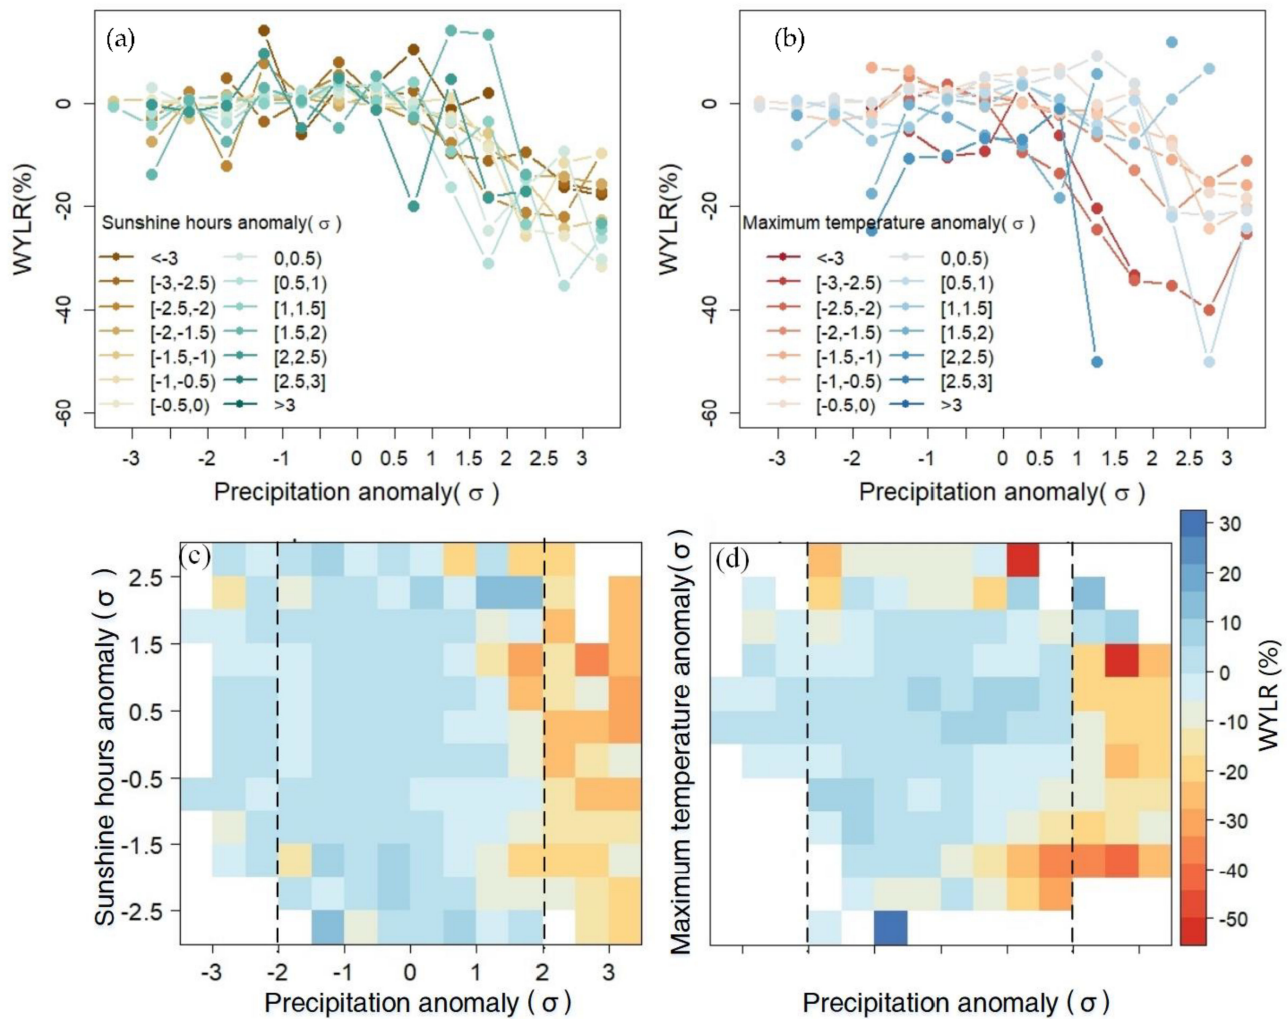 (a)
0
-20
-40
-60
WYLR(%)
Sunshine hours anomaly( σ )
<-3
[-3,-2.5)
[-2.5,-2)
[-2,-1.5)
[-1.5,-1)
[-1,-0.5)
[-0.5,0)
0,0.5)
[0.5,1)
[1,1.5]
[1.5,2)
[2,2.5)
[2.5,3]
>3
-3 -2 -1 0 0.5 1 1.5 2 2.5 3
Precipitation anomaly( σ )
(b)
0
-20
-40
-60
WYLR(%)
Maximum temperature anomaly( σ )
<-3
[-3,-2.5)
[-2.5,-2)
[-2,-1.5)
[-1.5,-1)
[-1,-0.5)
[-0.5,0)
0,0.5)
[0.5,1)
[1,1.5]
[1.5,2)
[2,2.5)
[2.5,3]
>3
-3 -2 -1 0 0.5 1 1.5 2 2.5 3
Precipitation anomaly( σ )
(c)
Sunshine hours anomaly ( σ )
2.5
1.5
0.5
-0.5
-1.5
-2.5
-3 -2 -1 0 1 2 3
Precipitation anomaly ( σ )
(d)
Maximum temperature anomaly( σ )
Precipitation anomaly ( σ )
30
20
10
0
-10
-20
-30
-40
-50
WYLR (%)